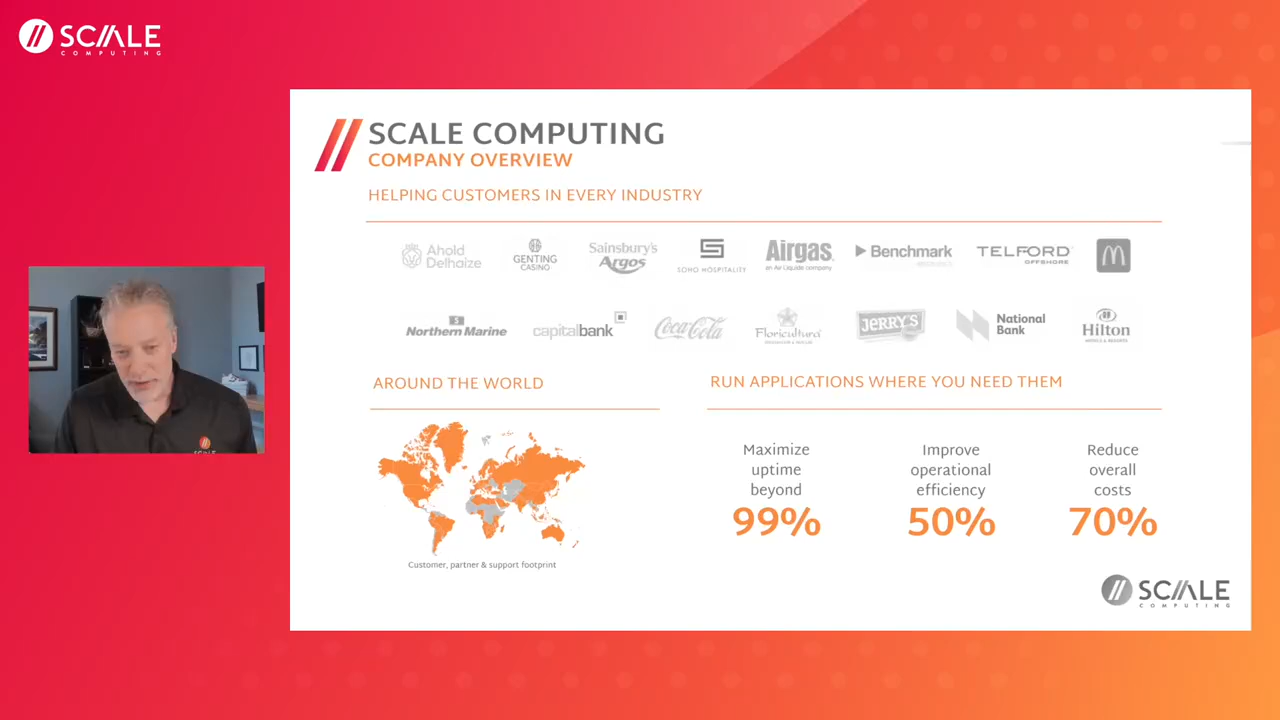 SCALE
COMPUTING
SCALE COMPUTING
COMPANY OVERVIEW
HELPING CUSTOMERS IN EVERY INDUSTRY
Ahold
Delhaize
GENTING
CASINO
Sainsbury's
Argos
S
SOHO HOSPITALITY
Airgas
an Air Liquide company
Benchmark
TELFORD
OFFSHORE
M
S
Northern Marine
capitalbank
Coca-Cola
Floricultura
JERRY'S
National
Bank
H
Hilton
HOTELS & RESORTS
AROUND THE WORLD
RUN APPLICATIONS WHERE YOU NEED THEM
Maximize
uptime
beyond
99%
Improve
operational
efficiency
50%
Reduce
overall
costs
70%
Customer, partner & support footprint
SCALE
COMPUTING
SCALE